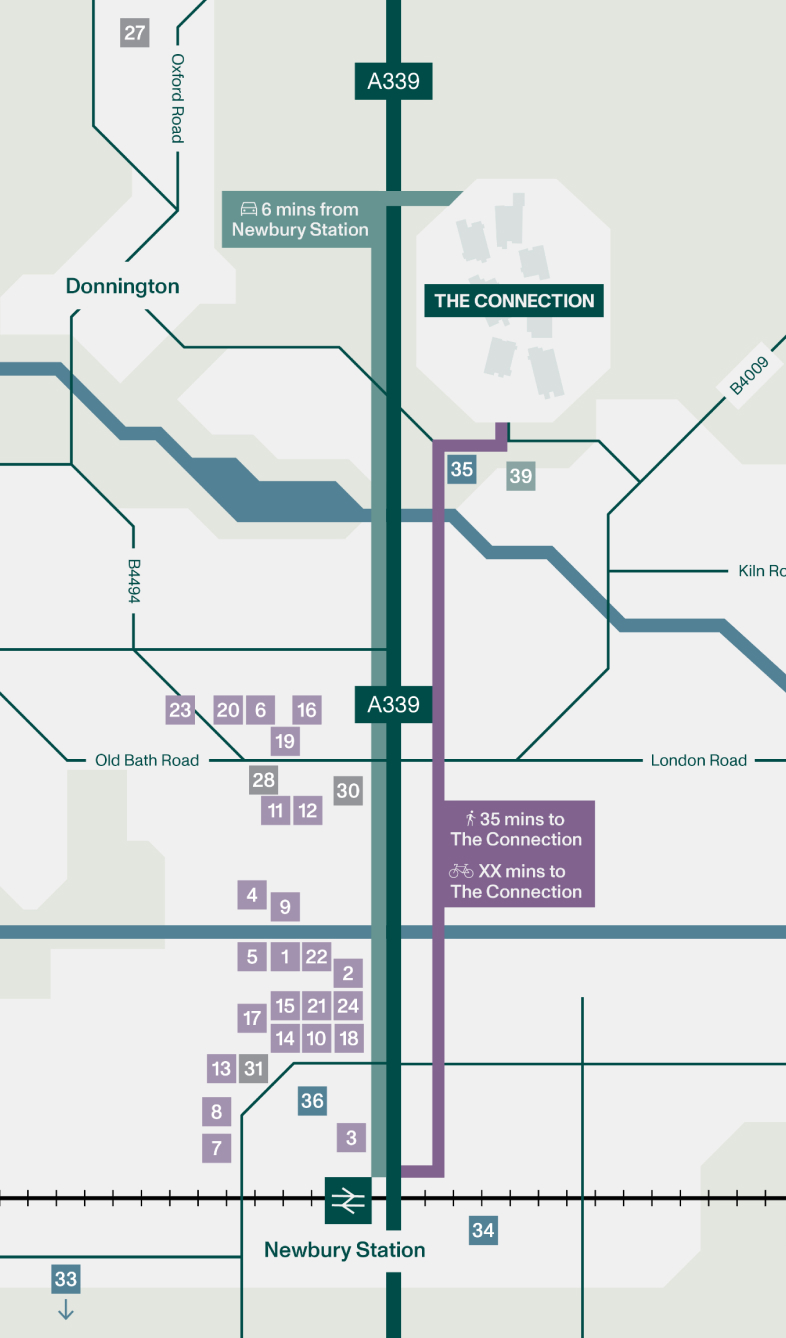 27
Oxford Road
A339
6 mins from
Newbury Station
Donnington
THE CONNECTION
B4009
35
39
B4494
Kiln Ro
23
20
6
16
A339
19
Old Bath Road
London Road
28
30
11
12
35 mins to
The Connection
XX mins to
The Connection
4
9
5
1
22
2
15
21
24
17
14
10
18
13
31
36
8
3
7
34
Newbury Station
33